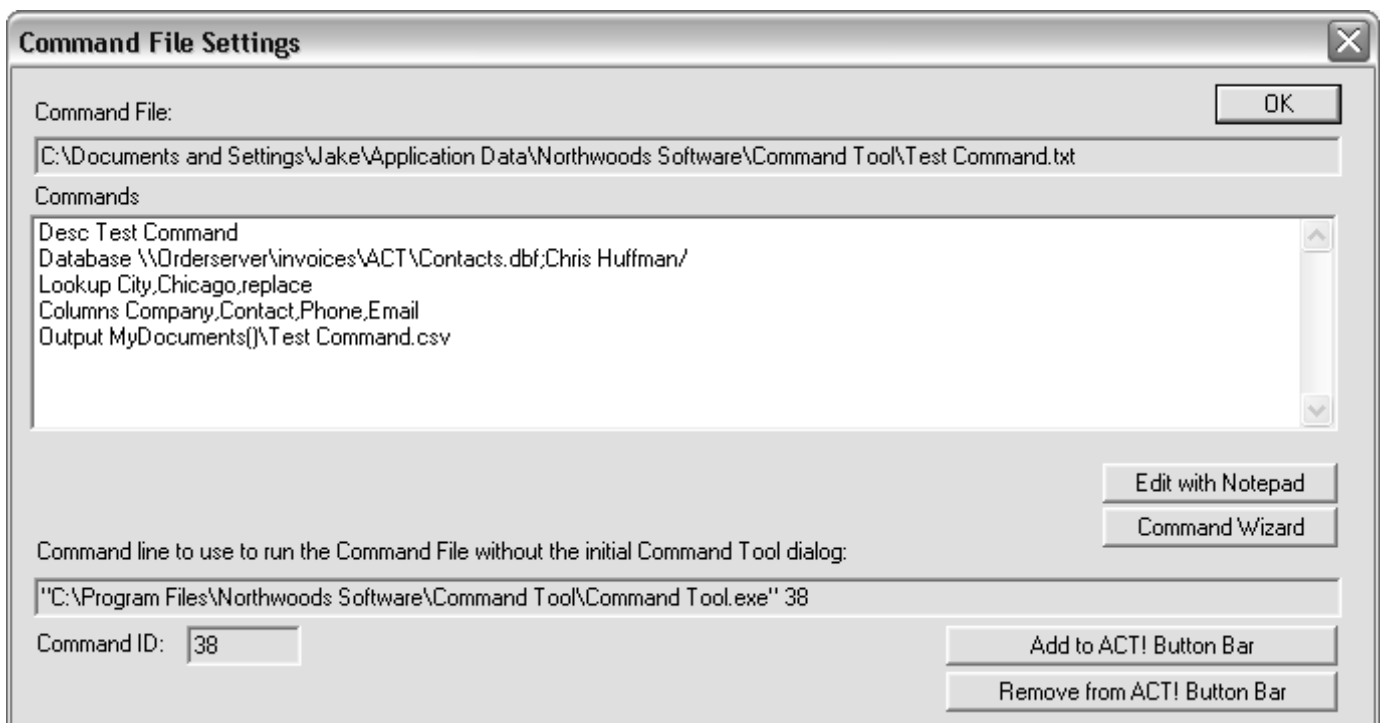 Command File Settings
OK
Command File:
C:\Documents and Settings\Jake\Application Data\Northwoods Software\Command Tool\Test Command.txt
Commands
Desc Test Command
Database \\Orderserver\invoices\ACT\Contacts.dbf;Chris Huffman/
Lookup City,Chicago,replace
Columns Company,Contact,Phone,Email
Output MyDocuments()\Test Command.csv
Edit with Notepad
Command Wizard
Command line to use to run the Command File without the initial Command Tool dialog:
"C:\Program Files\Northwoods Software\Command Tool\Command Tool.exe" 38
Command ID: 38
Add to ACT! Button Bar
Remove from ACT! Button Bar